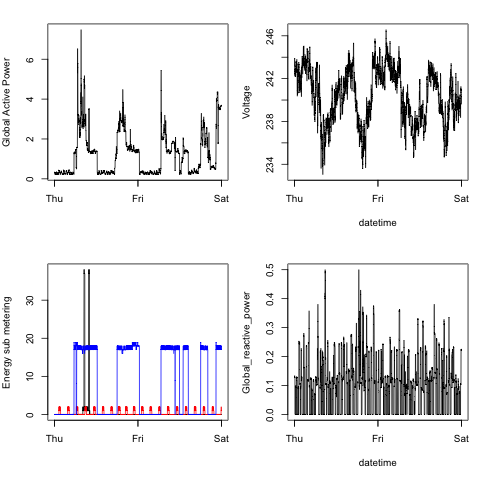 Global Active Power
0 2 4 6
Thu Fri Sat
Voltage
234 238 242 246
Thu Fri Sat
datetime
Energy sub metering
0 10 20 30
Thu Fri Sat
Global_reactive_power
0.0 0.1 0.2 0.3 0.4 0.5
Thu Fri Sat
datetime